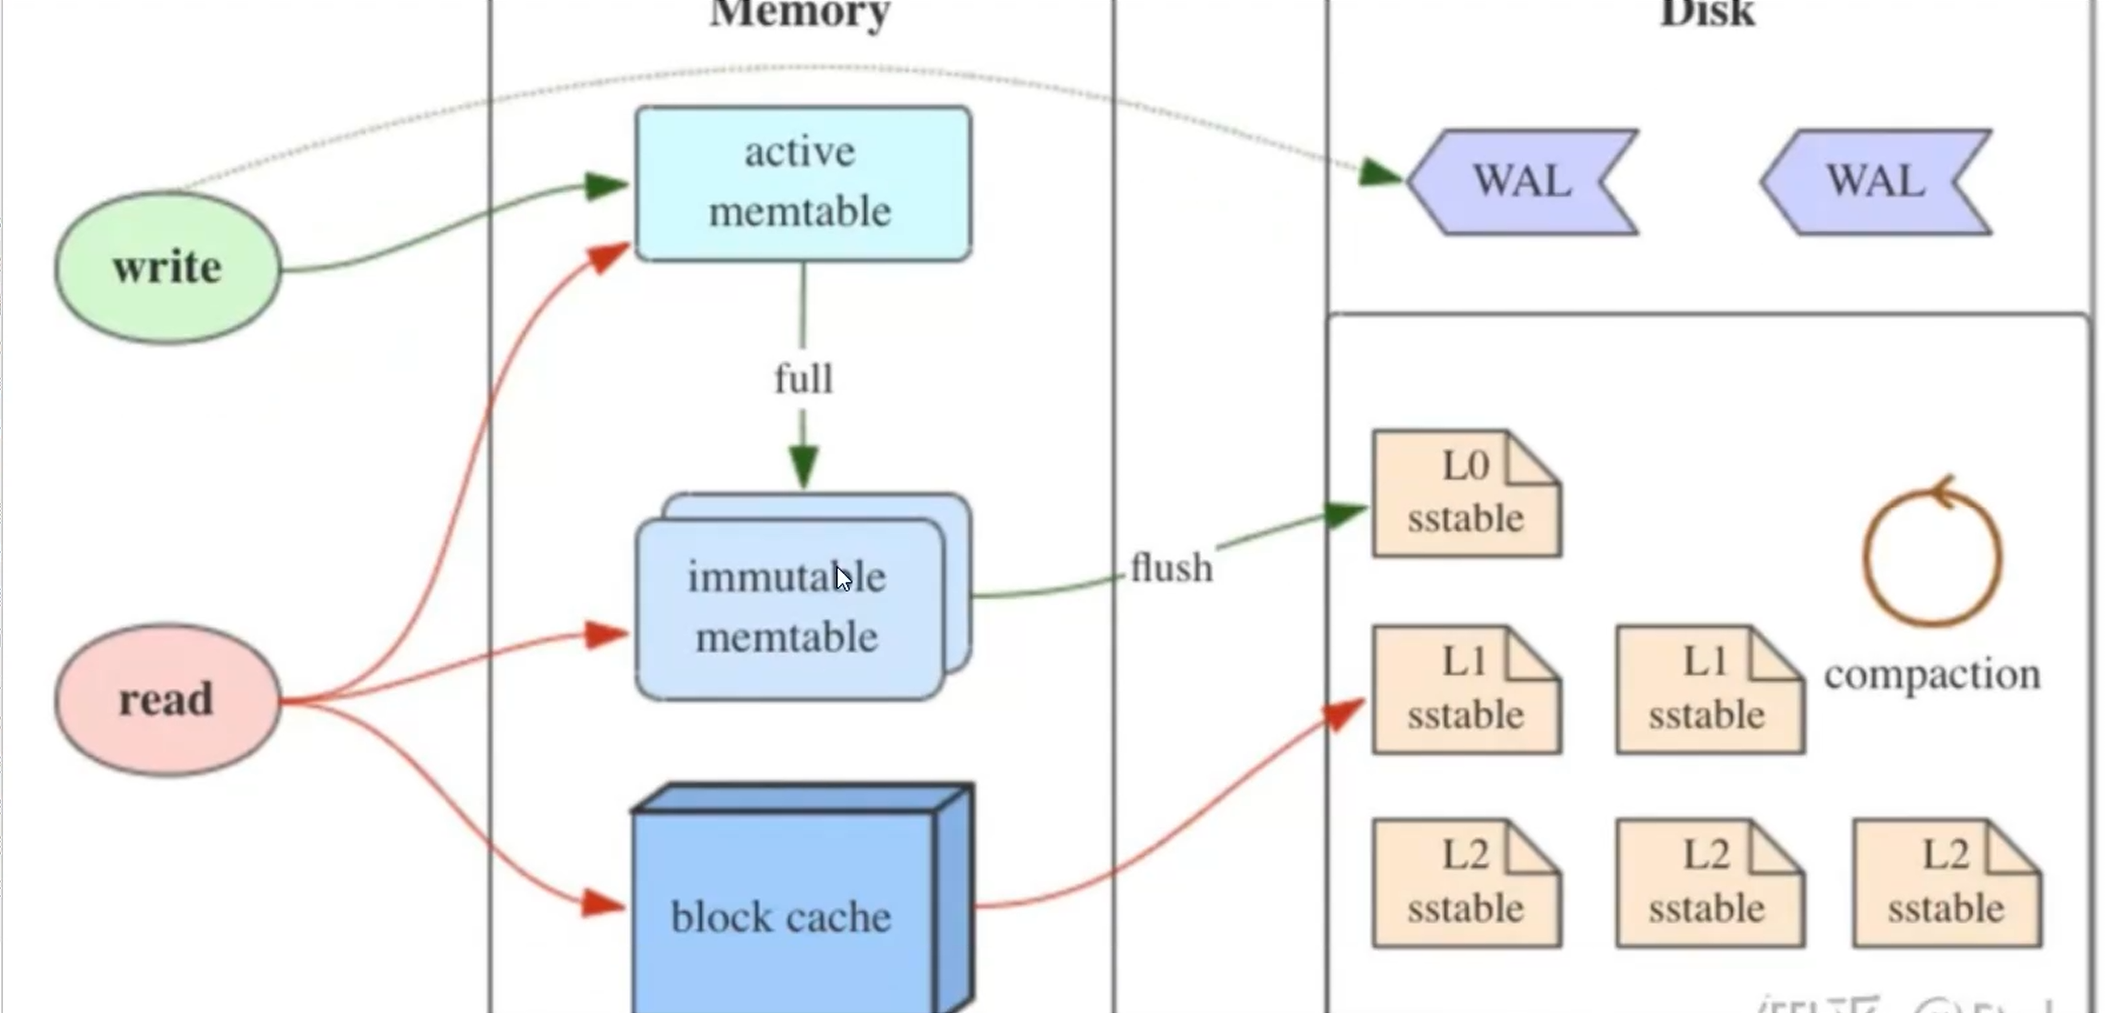 Memory
Disk
write
active
memtable
WAL
WAL
full
immutable
memtable
flush
L0
sstable
read
L1
sstable
L1
sstable
compaction
block cache
L2
sstable
L2
sstable
L2
sstable